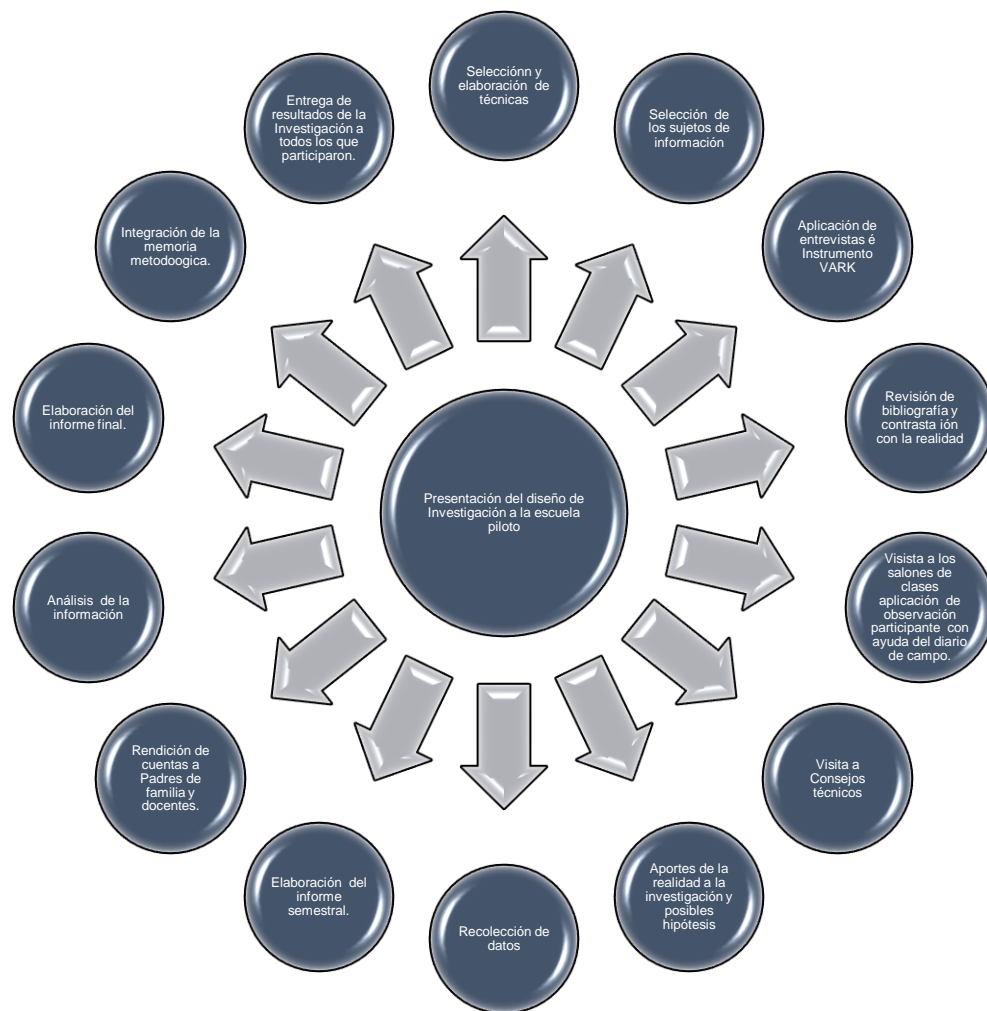 Selecciónn y
elaboración de
técnicas
Selección de
los sujetos de
información
Aplicación de
entrevistas é
Instrumento
VARK
Revisión de
bibliografía y
contrasta ión
con la realidad
Visista a los
salones de
clases
aplicación de
observación
participante con
ayuda del diario
de campo.
Visita a
Consejos
técnicos
Aportes de la
realidad a la
investigación y
posibles
hipótesis
Recolección de
datos
Elaboración del
informe
semestral.
Rendición de
cuentas a
Padres de
familia y
docentes.
Análisis de la
información
Elaboración del
informe final.
Integración de la
memoria
metodoogica.
Entrega de
resultados de la
Investigación a
todos los que
participaron.
Presentación del diseño de
Investigación a la escuela
piloto